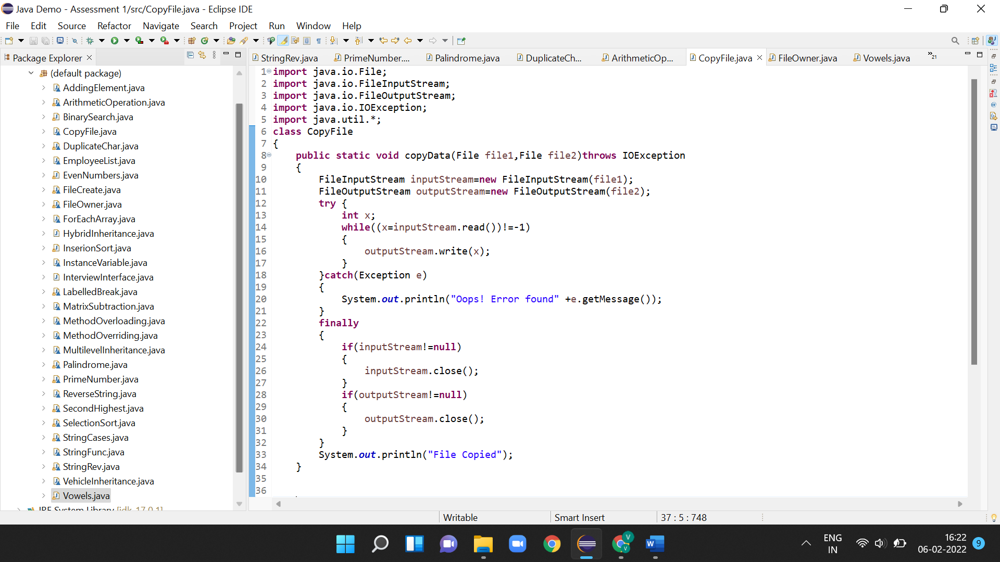 Java Demo - Assessment 1/src/CopyFile.java - Eclipse IDE
File Edit Source Refactor Navigate Search Project Run Window Help
Package Explorer
StringRev.java PrimeNumber.... Palindrome.java DuplicateCh... ArithmeticOp... CopyFile.java FileOwner.java Vowels.java »21
(default package)
AddingElement.java
ArithmeticOperation.java
BinarySearch.java
CopyFile.java
DuplicateChar.java
EmployeeList.java
EvenNumbers.java
FileCreate.java
FileOwner.java
ForEachArray.java
HybridInheritance.java
InserionSort.java
InstanceVariable.java
InterviewInterface.java
LabelledBreak.java
MatrixSubtraction.java
MethodOverloading.java
MethodOverriding.java
MultilevelInheritance.java
Palindrome.java
PrimeNumber.java
ReverseString.java
SecondHighest.java
SelectionSort.java
StringCases.java
StringFunc.java
StringRev.java
VehicleInheritance.java
Vowels.java
JRE System Library [jdk-17.0.1]
1 import java.io.File;
2 import java.io.FileInputStream;
3 import java.io.FileOutputStream;
4 import java.io.IOException;
5 import java.util.*;
6 class CopyFile
7 {
8 public static void copyData(File file1,File file2)throws IOException
9 {
10 FileInputStream inputStream=new FileInputStream(file1);
11 FileOutputStream outputStream=new FileOutputStream(file2);
12 try {
13 int x;
14 while((x=inputStream.read())!=-1)
15 {
16 outputStream.write(x);
17 }
18 }catch(Exception e)
19 {
20 System.out.println("Oops! Error found" +e.getMessage());
21 }
22 finally
23 {
24 if(inputStream!=null)
25 {
26 inputStream.close();
27 }
28 if(outputStream!=null)
29 {
30 outputStream.close();
31 }
32 }
33 System.out.println("File Copied");
34 }
35
36
Writable Smart Insert 37 : 5 : 748
ENG
IN
16:22
06-02-2022
9